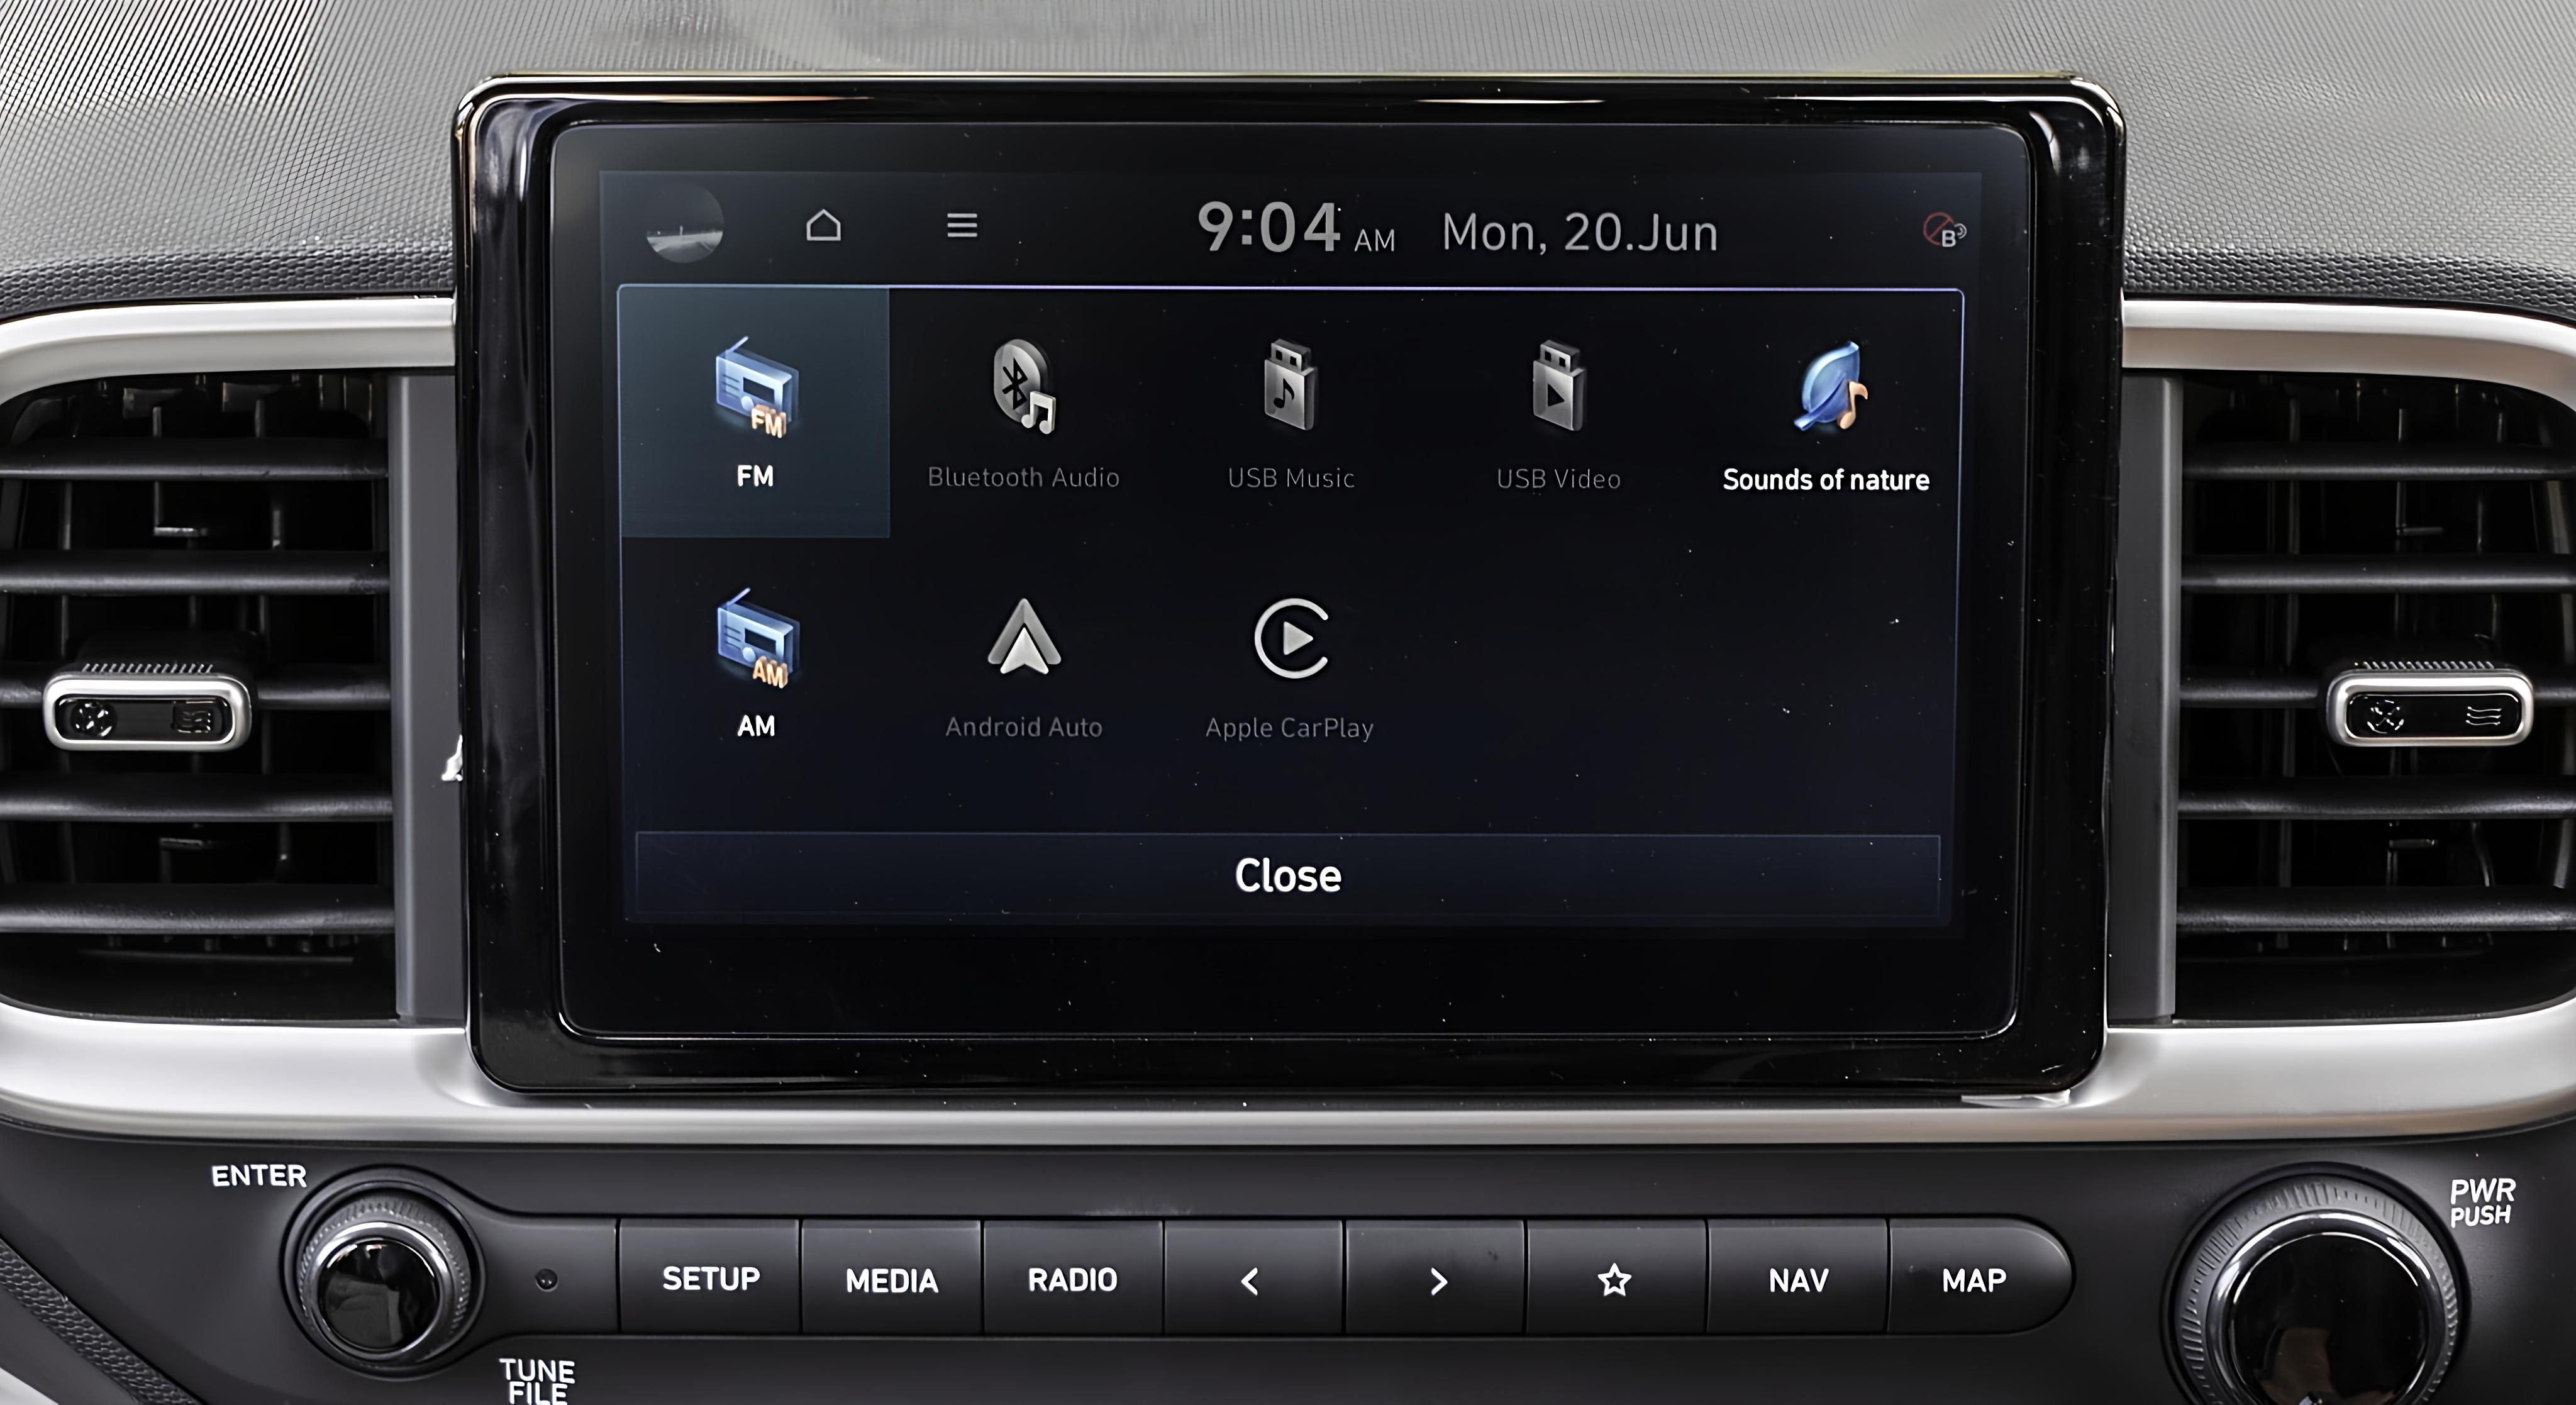 9:04 AM Mon, 20.Jun
B
FM
FM
Bluetooth Audio
USB Music
USB Video
Sounds of nature
AM
AM
Android Auto
Apple CarPlay
Close
ENTER
PWR
PUSH
SETUP
MEDIA
RADIO
<
>
NAV
MAP
TUNE
FILE